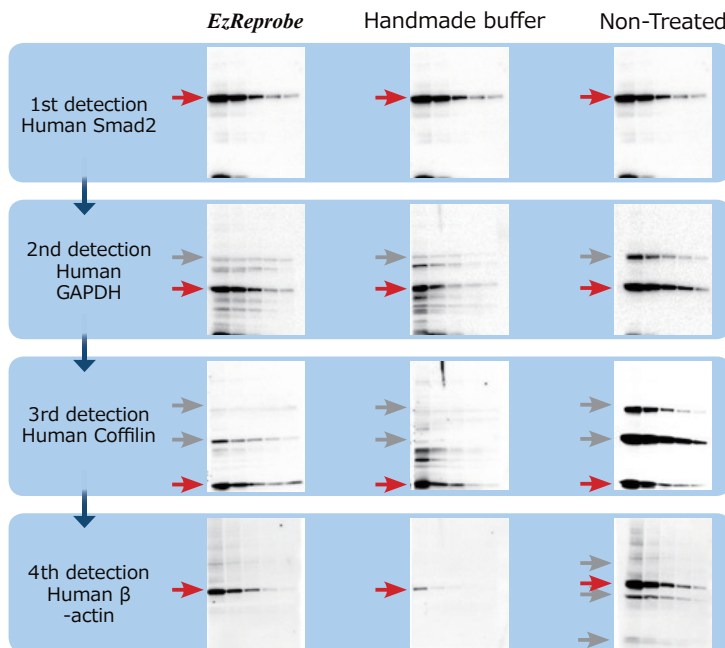 EzReprobe
Handmade buffer
Non-Treated
1st detection
Human Smad2
2nd detection
Human
GAPDH
3rd detection
Human Coffilin
4th detection
Human β
-actin